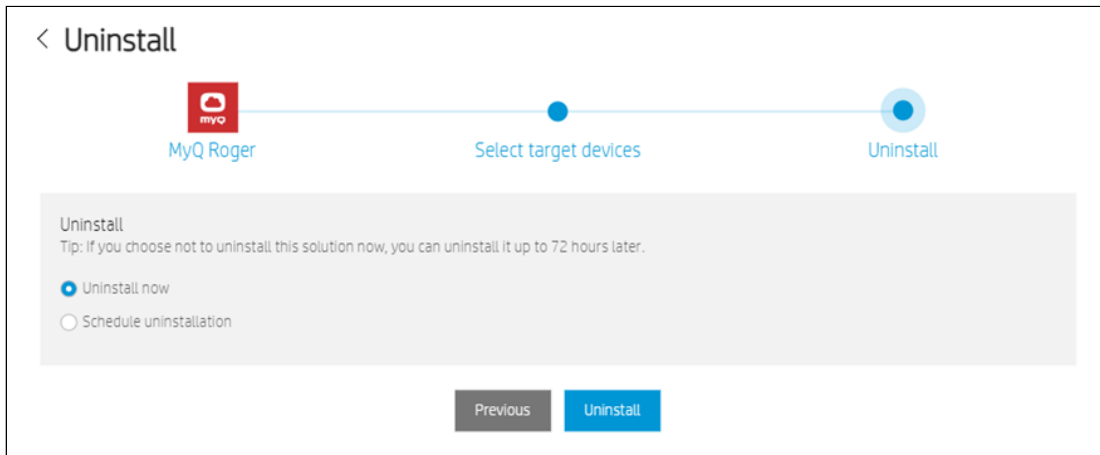 < Uninstall
myQ
MyQ Roger
Select target devices
Uninstall
Uninstall
Tip: If you choose not to uninstall this solution now, you can uninstall it up to 72 hours later.
Uninstall now
Schedule uninstallation
Previous
Uninstall